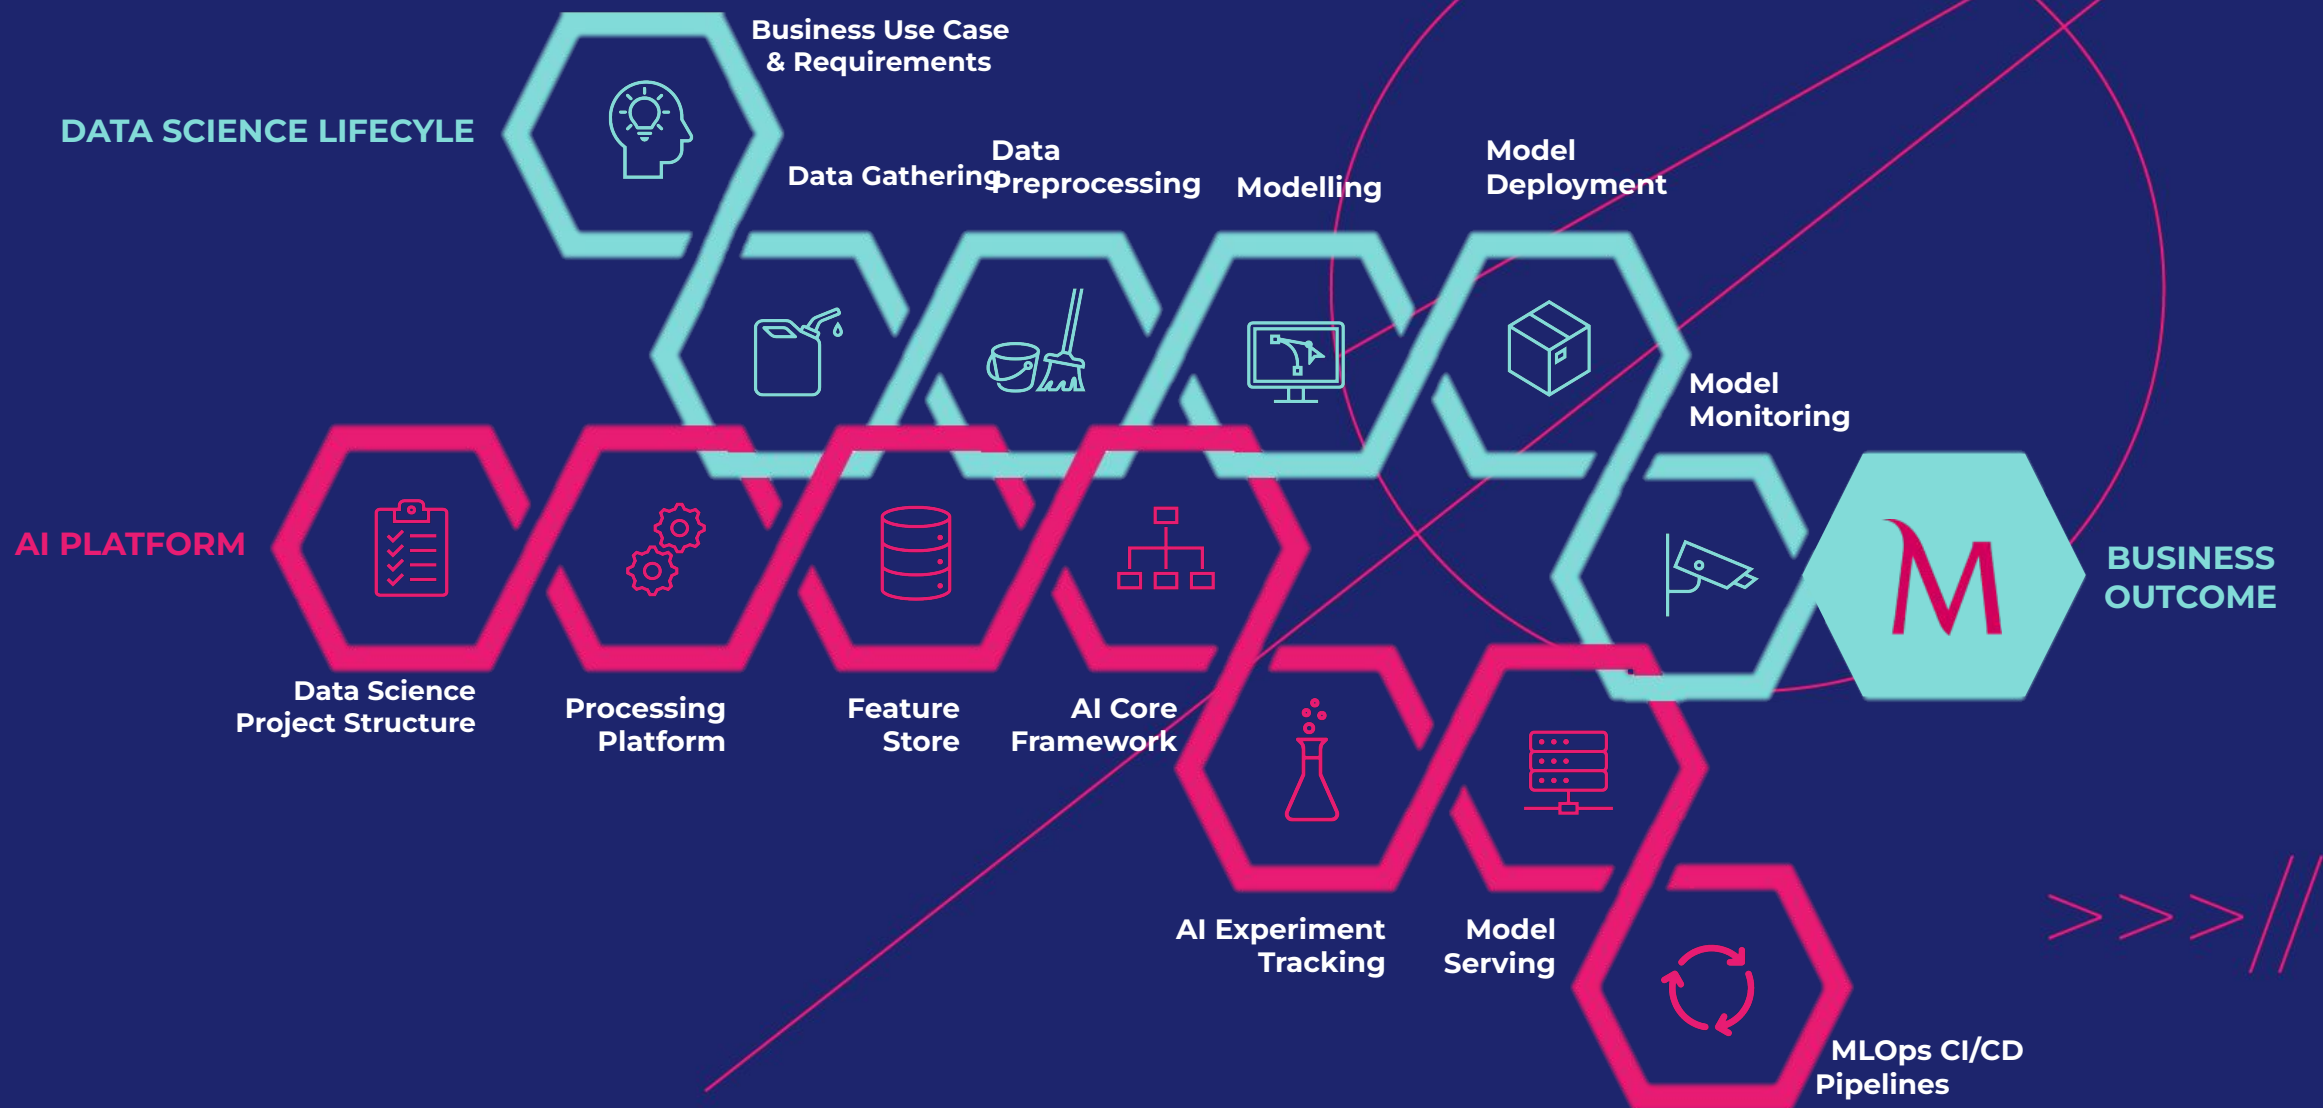 Business Use Case
& Requirements
DATA SCIENCE LIFECYLE
Data Gathering
Data
Preprocessing
Modelling
Model
Deployment
Model
Monitoring
AI PLATFORM
M
BUSINESS
OUTCOME
Data Science
Project Structure
Processing
Platform
Feature
Store
AI Core
Framework
AI Experiment
Tracking
Model
Serving
MLOps CI/CD
Pipelines